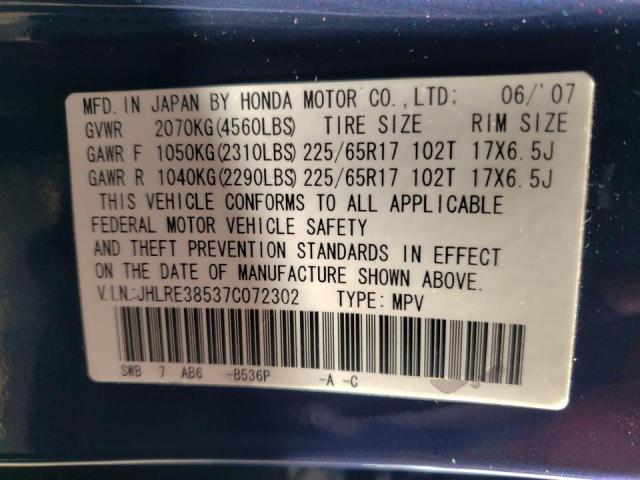 MFD. IN JAPAN BY HONDA MOTOR CO.,LTD: 06/'07
GVWR 2070KG(4560LBS) TIRE SIZE RIM SIZE
GAWR F 1050KG(2310LBS) 225/65R17 102T 17X6.5J
GAWR R 1040KG(2290LBS) 225/65R17 102T 17X6.5J
THIS VEHICLE CONFORMS TO ALL APPLICABLE
FEDERAL MOTOR VEHICLE SAFETY
AND THEFT PREVENTION STANDARDS IN EFFECT
ON THE DATE OF MANUFACTURE SHOWN ABOVE.
V.I.N.:JHLRE38537C072302 TYPE: MPV
SWB 7 AB6 -B536P -A -C